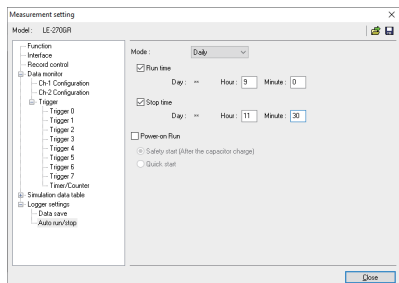 Measurement setting
Model: LE-270GR
Function
Interface
Record control
Data monitor
Ch-1 Configuration
Ch-2 Configuration
Trigger
Trigger 0
Trigger 1
Trigger 2
Trigger 3
Trigger 4
Trigger 5
Trigger 6
Trigger 7
Timer/Counter
Simulation data table
Logger settings
Data save
Auto run/stop
Mode: Daily
Run time
Day: ** Hour: 9 Minute: 0
Stop time
Day: ** Hour: 11 Minute: 30
Power-on Run
Safety start (After the capacitor charge)
Quick start
Close